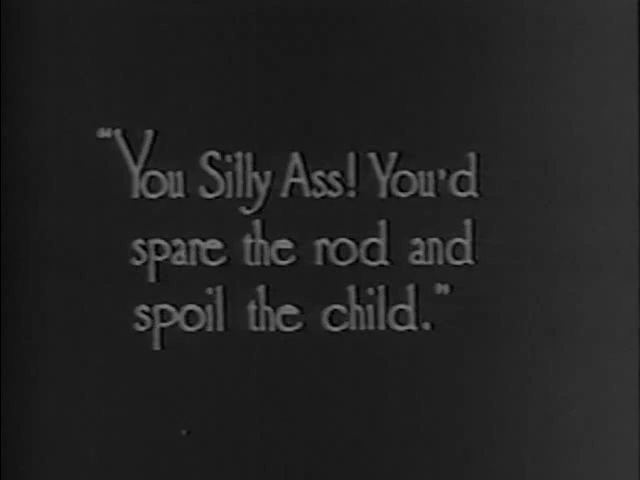 “You Silly Ass! You'd
spare the rod and
spoil the child.”